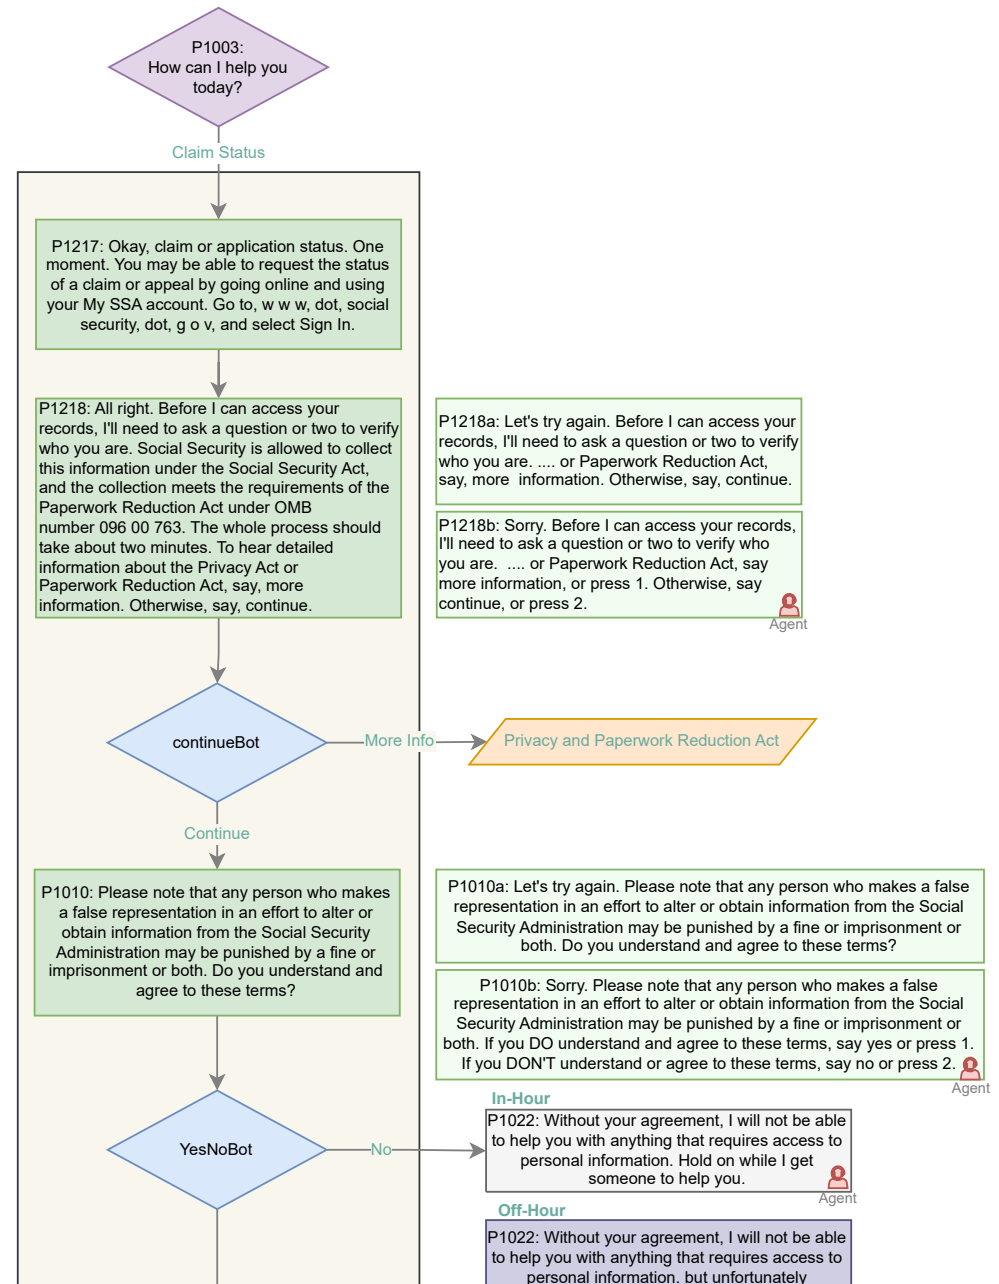 P1003:
How can I help you
today?
Claim Status
P1217: Okay, claim or application status. One
moment. You may be able to request the status
of a claim or appeal by going online and using
your My SSA account. Go to, w w w, dot, social
security, dot, g o v, and select Sign In.
P1218: All right. Before I can access your
records, I'll need to ask a question or two to verify
who you are. Social Security is allowed to collect
this information under the Social Security Act,
and the collection meets the requirements of the
Paperwork Reduction Act under OMB
number 096 00 763. The whole process should
take about two minutes. To hear detailed
information about the Privacy Act or
Paperwork Reduction Act, say, more
information. Otherwise, say, continue.
P1218a: Let's try again. Before I can access your
records, I'll need to ask a question or two to verify
who you are. .... or Paperwork Reduction Act,
say, more  information. Otherwise, say, continue.
P1218b: Sorry. Before I can access your records,
I'll need to ask a question or two to verify who
you are.  .... or Paperwork Reduction Act, say
more information, or press 1. Otherwise, say
continue, or press 2.
Agent
continueBot
More Info
Privacy and Paperwork Reduction Act
Continue
P1010: Please note that any person who makes
a false representation in an effort to alter or
obtain information from the Social Security
Administration may be punished by a fine or
imprisonment or both. Do you understand and
agree to these terms?
P1010a: Let's try again. Please note that any person who makes a false
representation in an effort to alter or obtain information from the Social
Security Administration may be punished by a fine or imprisonment or
both. Do you understand and agree to these terms?
P1010b: Sorry. Please note that any person who makes a false
representation in an effort to alter or obtain information from the Social
Security Administration may be punished by a fine or imprisonment or
both. If you DO understand and agree to these terms, say yes or press 1.
If you DON'T understand or agree to these terms, say no or press 2.
Agent
YesNoBot
No
In-Hour
P1022: Without your agreement, I will not be able
to help you with anything that requires access to
personal information. Hold on while I get
someone to help you.
Agent
Off-Hour
P1022: Without your agreement, I will not be able
to help you with anything that requires access to
personal information, but unfortunately